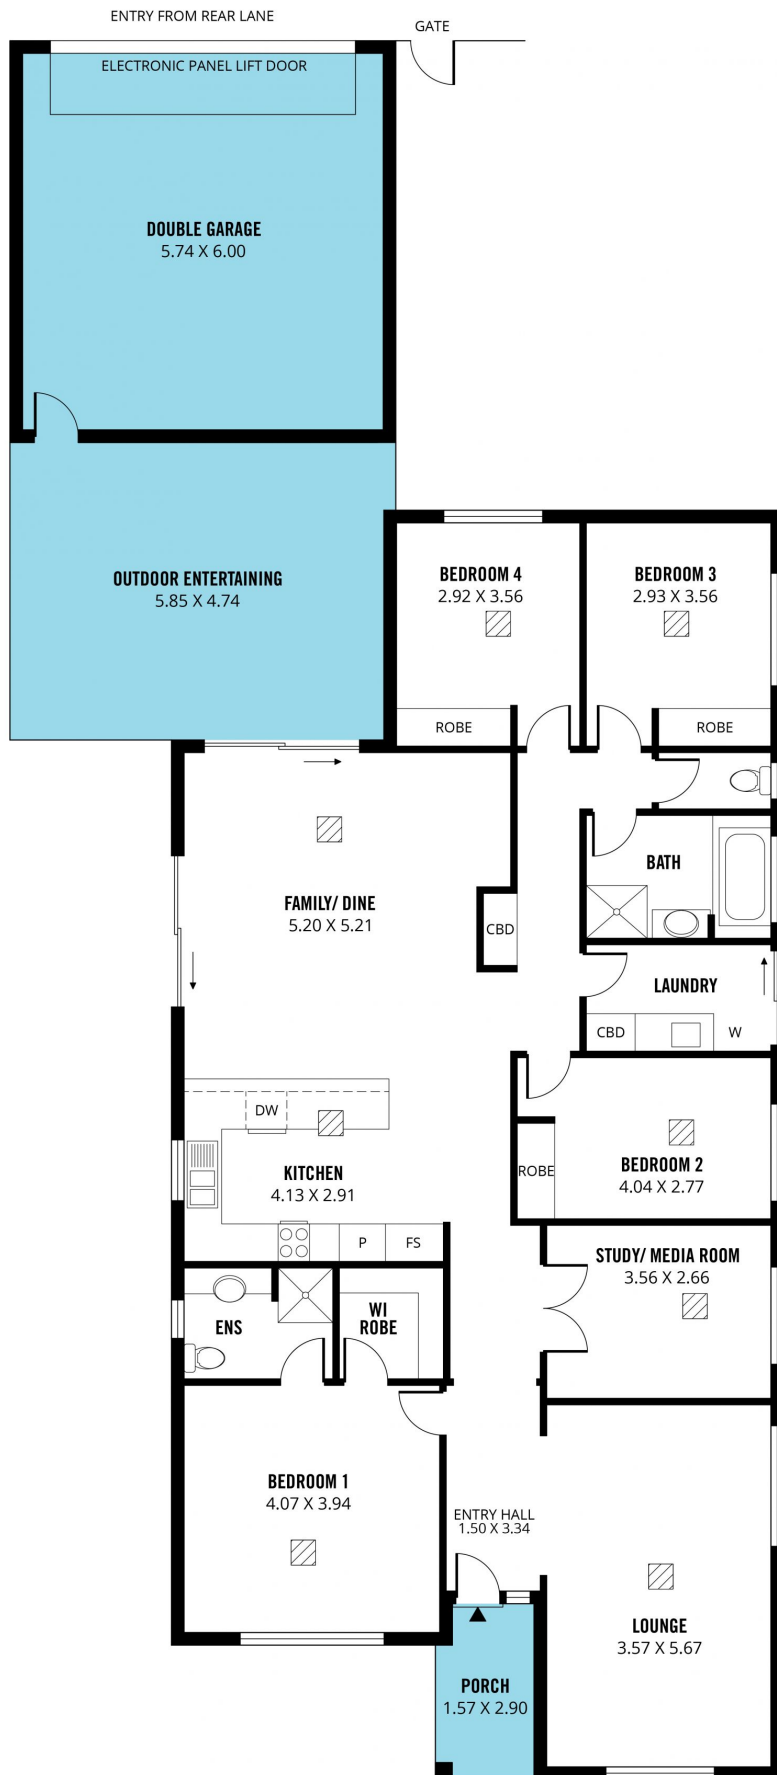 ENTRY FROM REAR LANE
GATE
ELECTRONIC PANEL LIFT DOOR
DOUBLE GARAGE
5.74 X 6.00
OUTDOOR ENTERTAINING
5.85 X 4.74
BEDROOM 4
2.92 X 3.56
BEDROOM 3
2.93 X 3.56
ROBE
ROBE
BATH
FAMILY/ DINE
5.20 X 5.21
CBD
LAUNDRY
CBD
W
DW
KITCHEN
4.13 X 2.91
ROBE
BEDROOM 2
4.04 X 2.77
P
FS
STUDY/ MEDIA ROOM
3.56 X 2.66
ENS
WI
ROBE
BEDROOM 1
4.07 X 3.94
ENTRY HALL
1.50 X 3.34
LOUNGE
3.57 X 5.67
PORCH
1.57 X 2.90